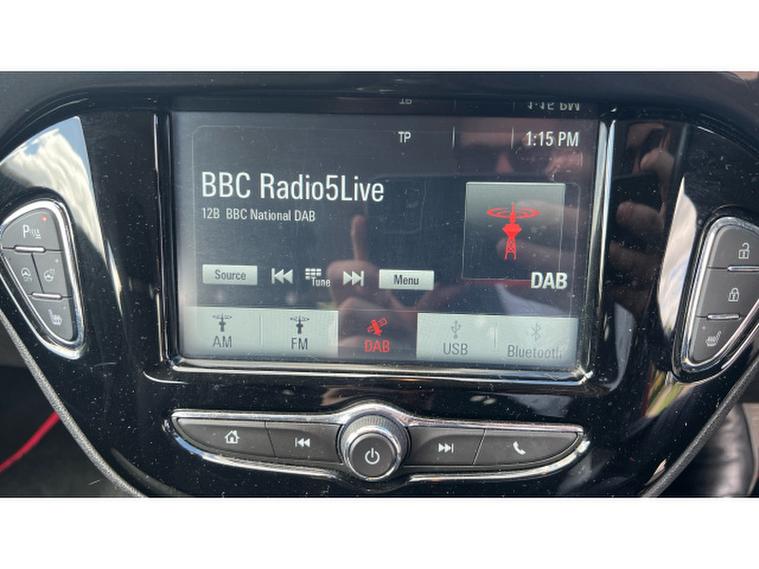 TP
1:15 PM
BBC Radio5Live
12B BBC National DAB
DAB
Source
Tune
Menu
AM
FM
DAB
USB
Bluetooth
P